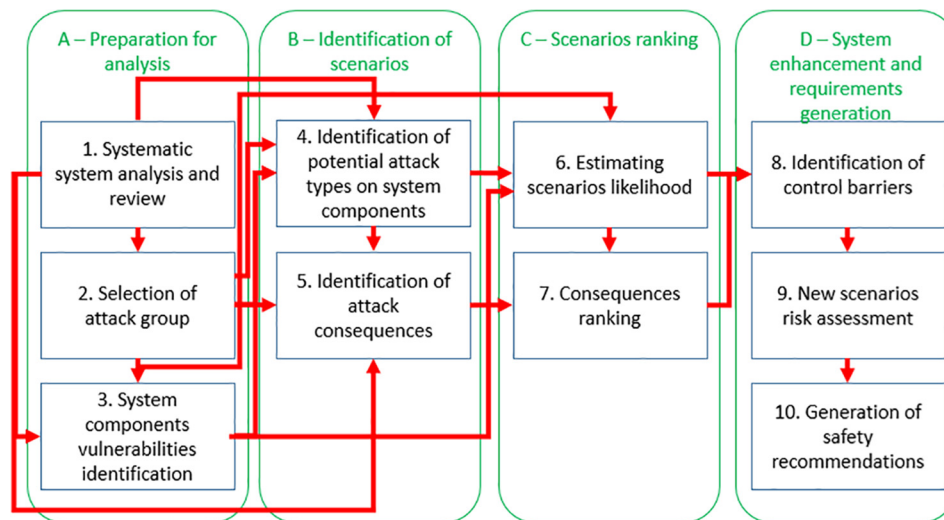 A – Preparation for
analysis
1. Systematic
system analysis and
review
2. Selection of
attack group
3. System
components
vulnerabilities
identification
B – Identification of
scenarios
4. Identification of
potential attack
types on system
components
5. Identification of
attack
consequences
C – Scenarios ranking
6. Estimating
scenarios likelihood
7. Consequences
ranking
D – System
enhancement and
requirements
generation
8. Identification of
control barriers
9. New scenarios
risk assessment
10. Generation of
safety
recommendations